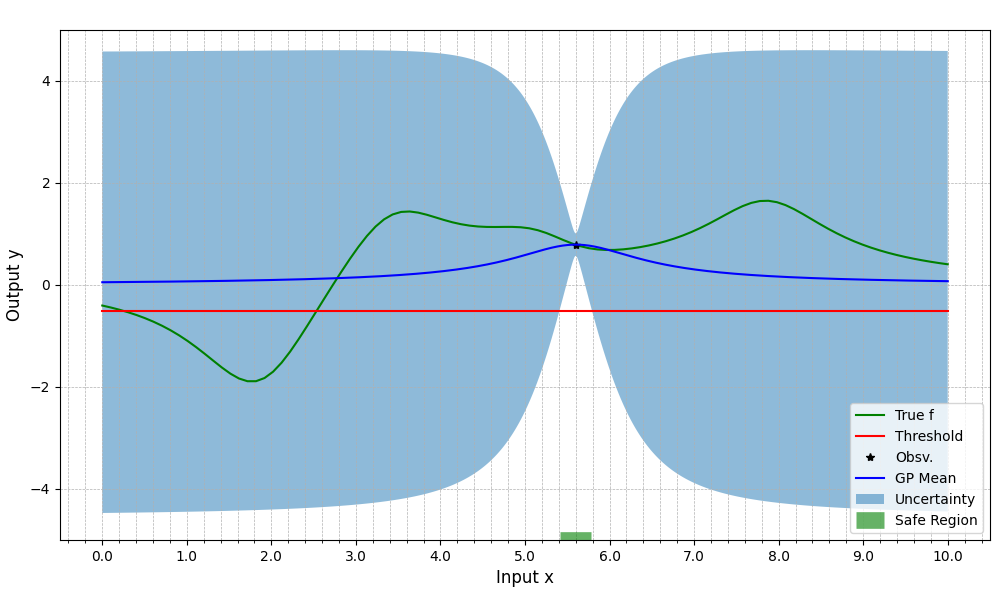 4
2
0
−2
−4
Output y
0.0 1.0 2.0 3.0 4.0 5.0 6.0 7.0 8.0 9.0 10.0
Input x
True f
Threshold
Obsv.
GP Mean
Uncertainty
Safe Region